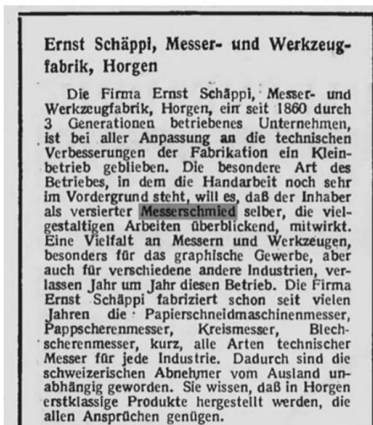 Ernst Schäppi, Messer- und Werkzeug-
fabrik, Horgen
Die Firma Ernst Schäppi, Messer- und
Werkzeugfabrik, Horgen, ein seit 1860 durch
3 Generationen betriebenes Unternehmen,
ist bei aller Anpassung an die technischen
Verbesserungen der Fabrikation ein Klein-
betrieb geblieben. Die besondere Art des
Betriebes, in dem die Handarbeit noch sehr
im Vordergrund steht, will es, daß der Inhaber
als versierter Messerschmied selber, die viel-
gestaltigen Arbeiten überblickend, mitwirkt.
Eine Vielfalt an Messern und Werkzeugen,
besonders für das graphische Gewerbe, aber
auch für verschiedene andere Industrien, ver-
lassen Jahr um Jahr diesen Betrieb. Die Firma
Ernst Schäppi fabriziert schon seit vielen
Jahren die Papierschneidmaschinenmesser,
Pappscherenmesser, Kreismesser, Blech-
scherenmesser, kurz, alle Arten technischer
Messer für jede Industrie. Dadurch sind die
schweizerischen Abnehmer vom Ausland un-
abhängig geworden. Sie wissen, daß in Horgen
erstklassige Produkte hergestellt werden, die
allen Ansprüchen genügen.